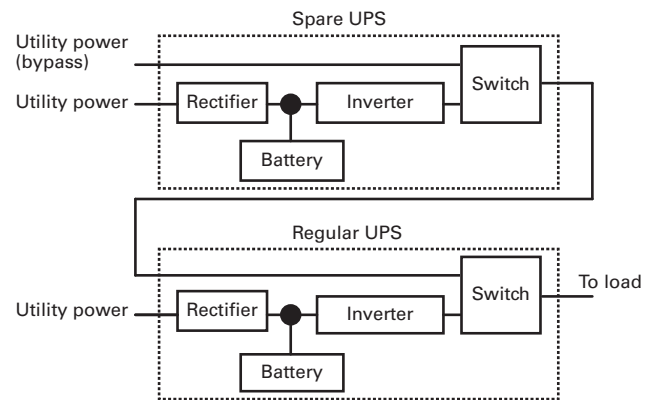 Spare UPS
Utility power
(bypass)
Switch
Utility power
Rectifier
Inverter
Battery
Regular UPS
Switch
To load
Utility power
Rectifier
Inverter
Battery